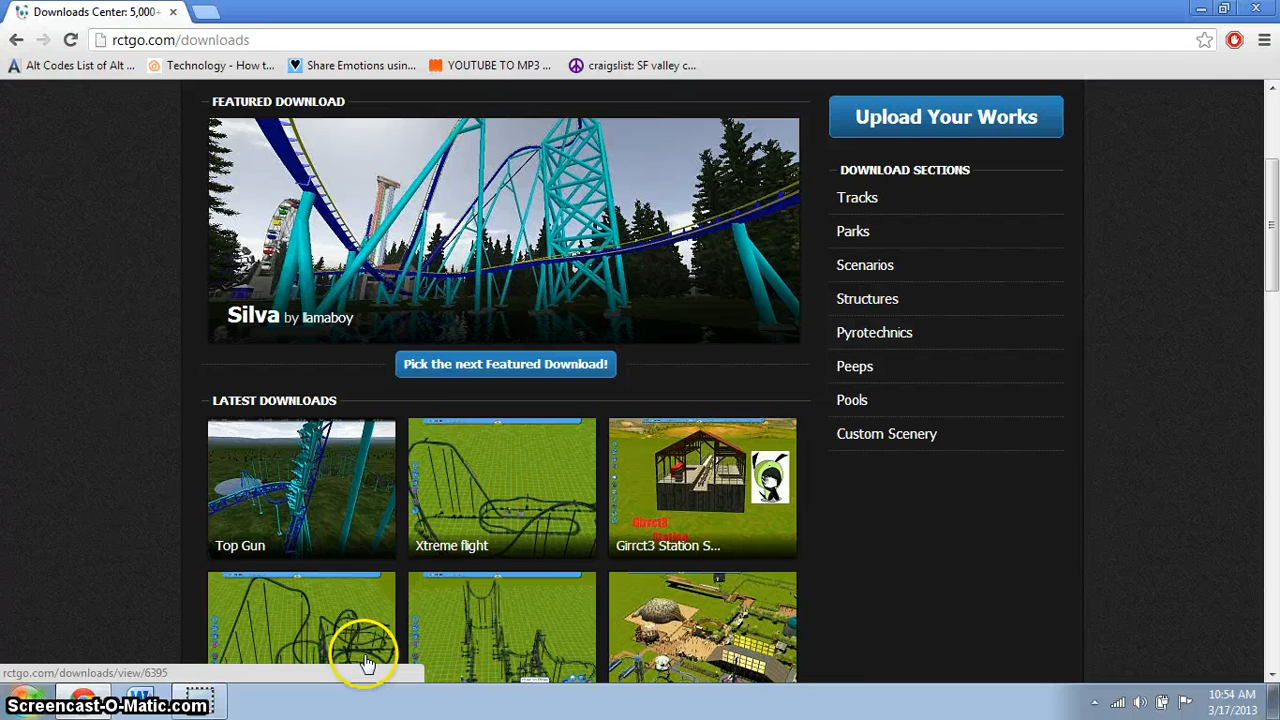 Downloads Center: 5,000+
rctgo.com/downloads
Alt Codes List of Alt ...
Technology - How t...
Share Emotions usin...
YOUTUBE TO MP3 ...
craigslist: SF valley c...
FEATURED DOWNLOAD
Silva by llamaboy
Pick the next Featured Download!
LATEST DOWNLOADS
Top Gun
Xtreme flight
Girrct3 Station
Girrct3 Station S...
Upload Your Works
DOWNLOAD SECTIONS
Tracks
Parks
Scenarios
Structures
Pyrotechnics
Peeps
Pools
Custom Scenery
rctgo.com/downloads/view/6395
Screencast-O-Matic.com
10:54 AM
3/17/2013